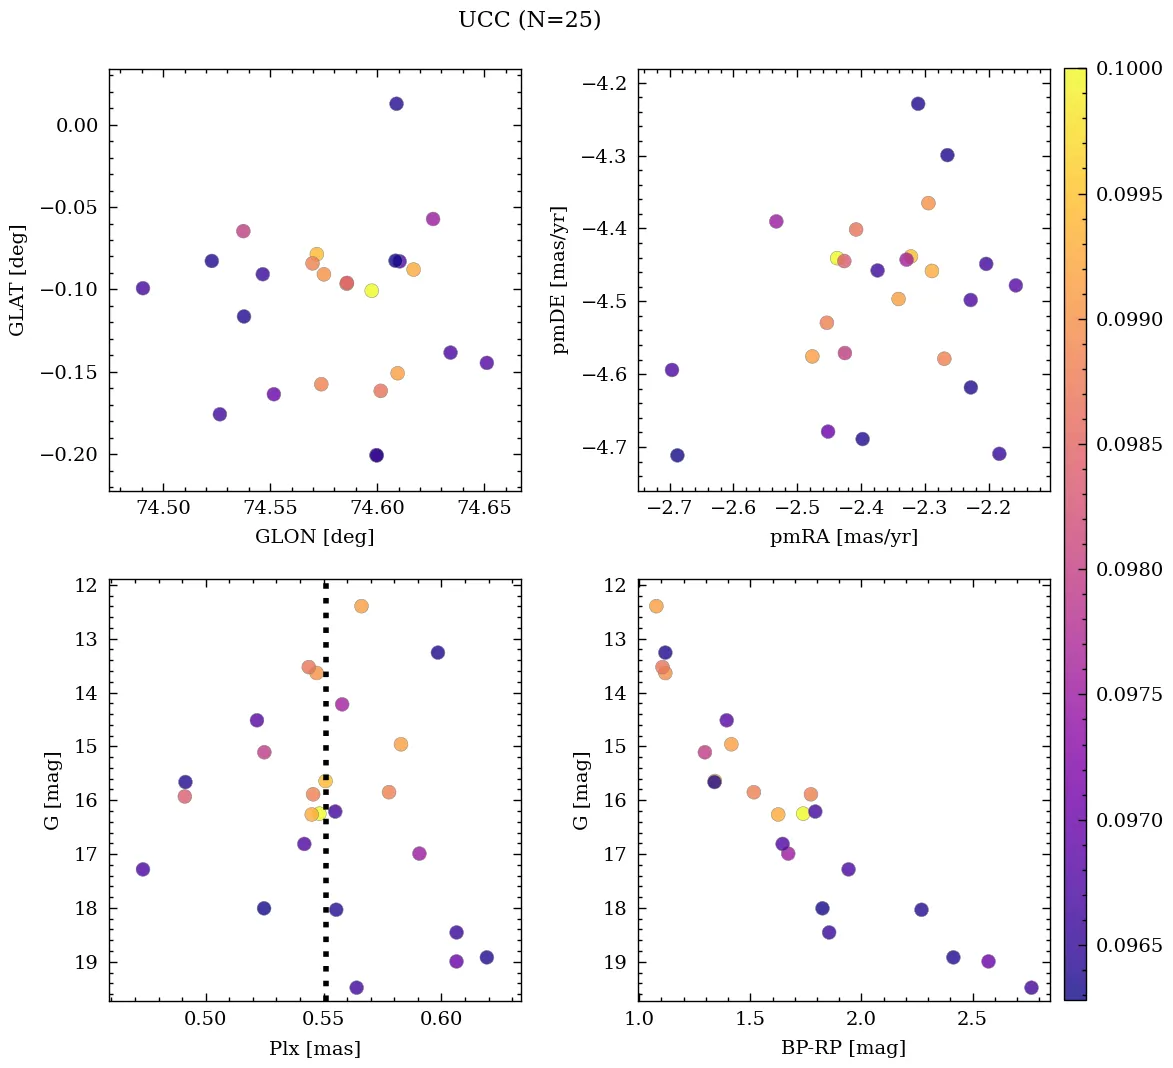 UCC (N=25)
0.00
−0.05
−0.10
−0.15
−0.20
GLAT [deg]
74.50 74.55 74.60 74.65
GLON [deg]
−4.2
−4.3
−4.4
−4.5
−4.6
−4.7
pmDE [mas/yr]
−2.7 −2.6 −2.5 −2.4 −2.3 −2.2
pmRA [mas/yr]
0.1000
0.0995
0.0990
0.0985
0.0980
0.0975
0.0970
0.0965
12
13
14
15
16
17
18
19
G [mag]
0.50 0.55 0.60
Plx [mas]
12
13
14
15
16
17
18
19
G [mag]
1.0 1.5 2.0 2.5
BP-RP [mag]